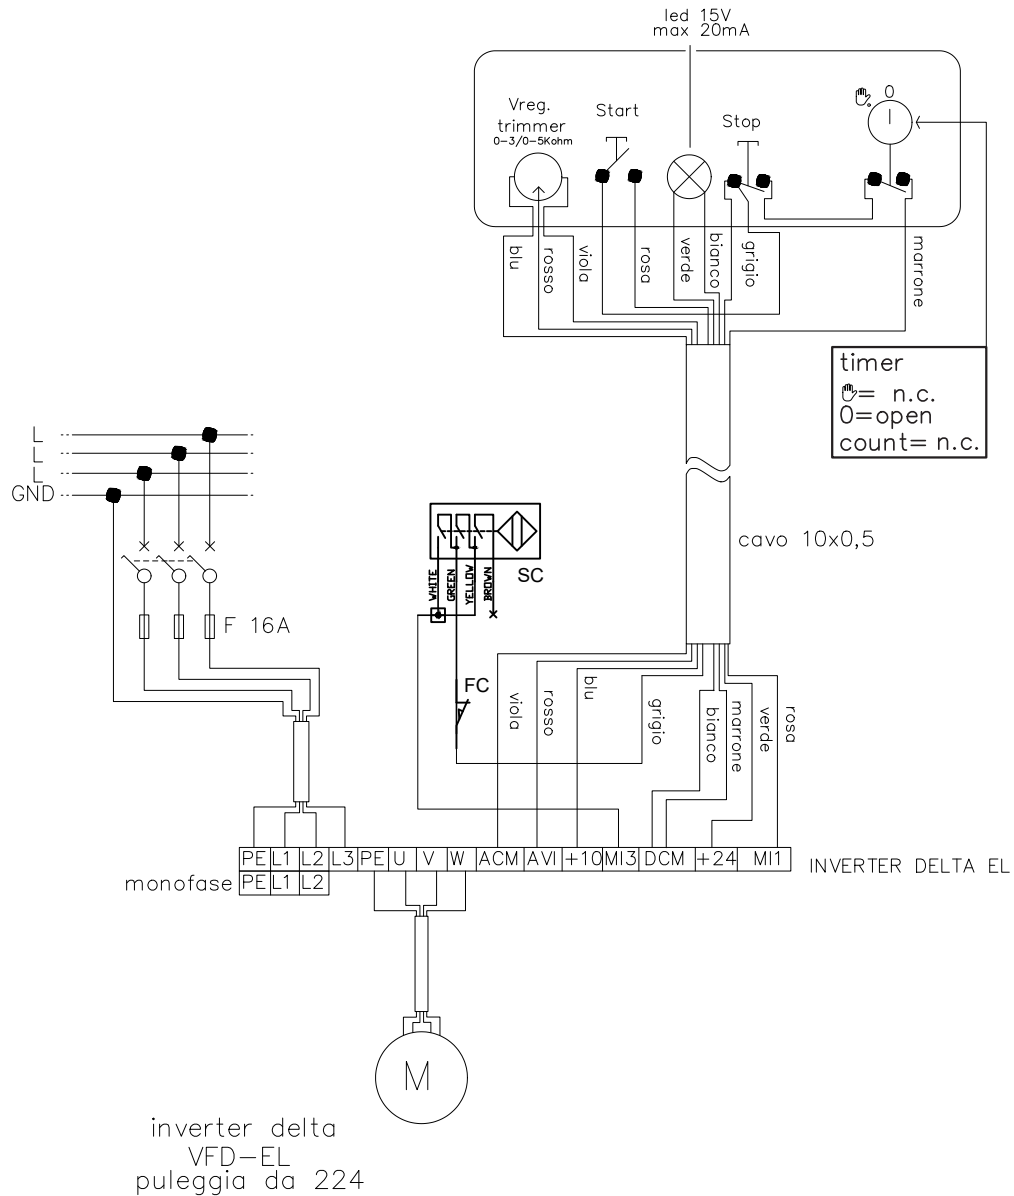 led 15V
max 20mA
Vreg.
trimmer
0-3/0-5Kohm
Start
Stop
0
blu
rosso
viola
rosa
verde
bianco
grigio
marrone
timer
= n.c.
0=open
count= n.c.
L
L
L
GND
cavo 10x0,5
SC
WHITE
GREEN
YELLOW
BROWN
F 16A
FC
viola
rosso
blu
grigio
bianco
marrone
verde
rosa
PE L1 L2 L3 PE U V W ACM AVI +10 MI3 DCM +24 MI1
INVERTER DELTA EL
monofase PE L1 L2
M
inverter delta
VFD-EL
puleggia da 224